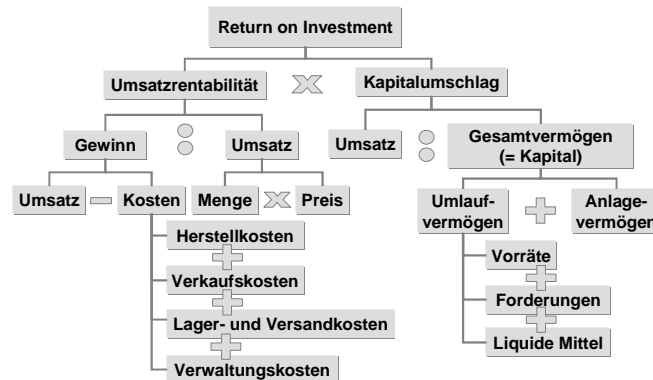 Return on Investment
Umsatzrentabilität
Kapitalumschlag
Gewinn
Umsatz
Umsatz
Gesamtvermögen
(= Kapital)
Umsatz
Kosten
Menge
Preis
Umlauf-
vermögen
Anlage-
vermögen
Herstellkosten
Verkaufskosten
Lager- und Versandkosten
Verwaltungskosten
Vorräte
Forderungen
Liquide Mittel